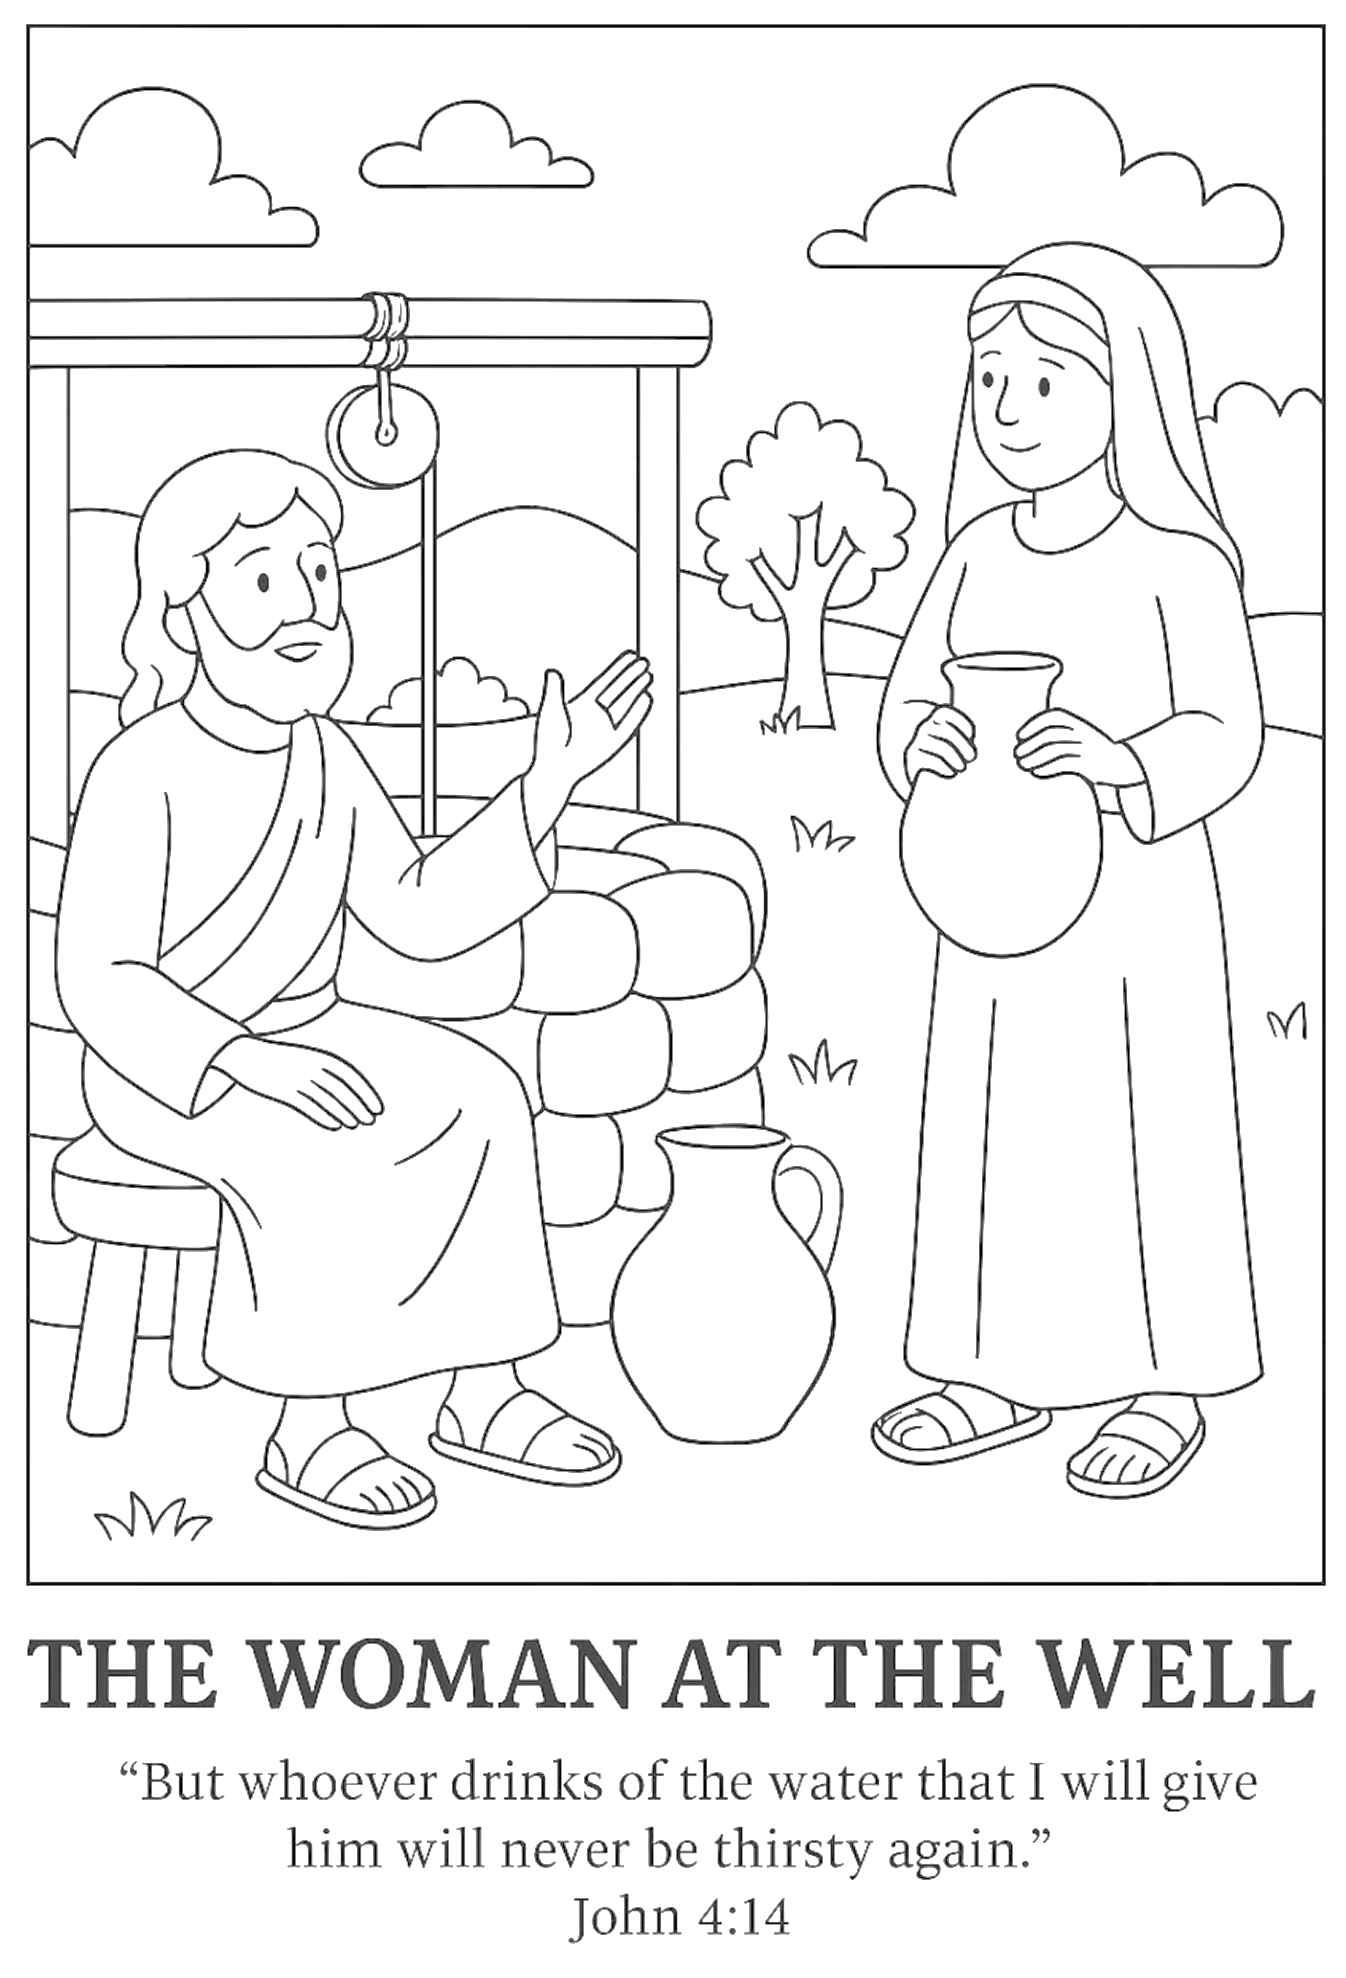 THE WOMAN AT THE WELL
“But whoever drinks of the water that I will give
him will never be thirsty again.”
John 4:14